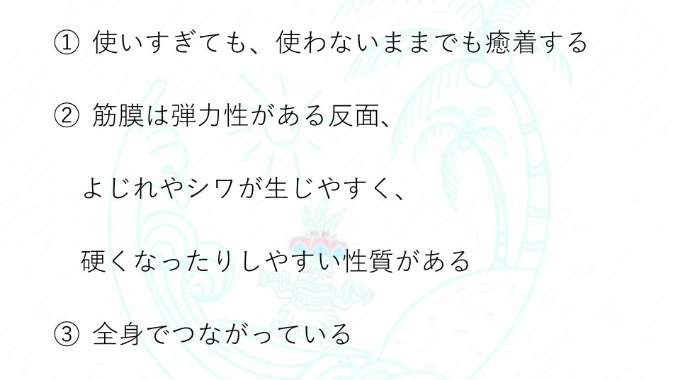 ① 使いすぎても、使わないままでも癒着する
② 筋膜は弾力性がある反面、
よじれやシワが生じやすく、
硬くなったりしやすい性質がある
③ 全身でつながっている